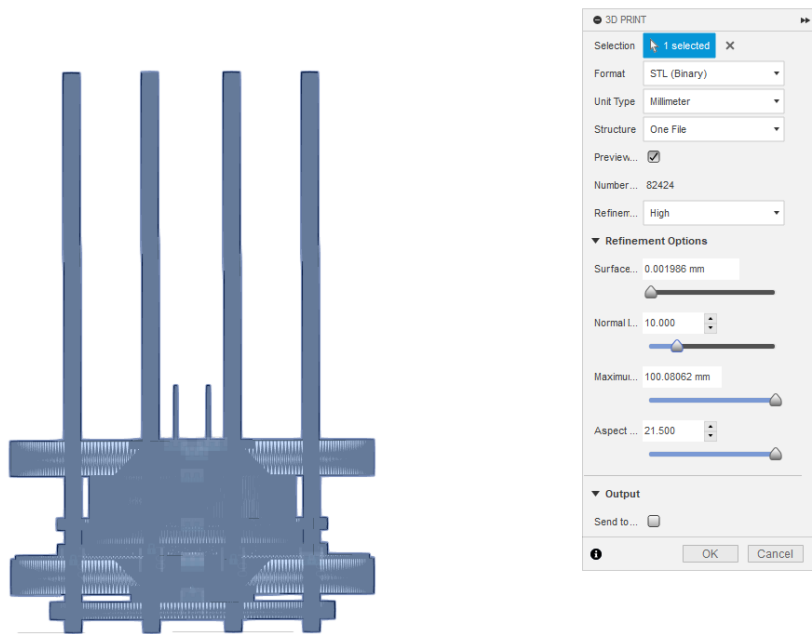 3D PRINT
Selection 1 selected
Format STL (Binary)
Unit Type Millimeter
Structure One File
Preview...
Number... 82424
Refinem... High
Refinement Options
Surface... 0.001986 mm
Normal I... 10.000
Maximu... 100.08062 mm
Aspect ... 21.500
Output
Send to...
OK Cancel